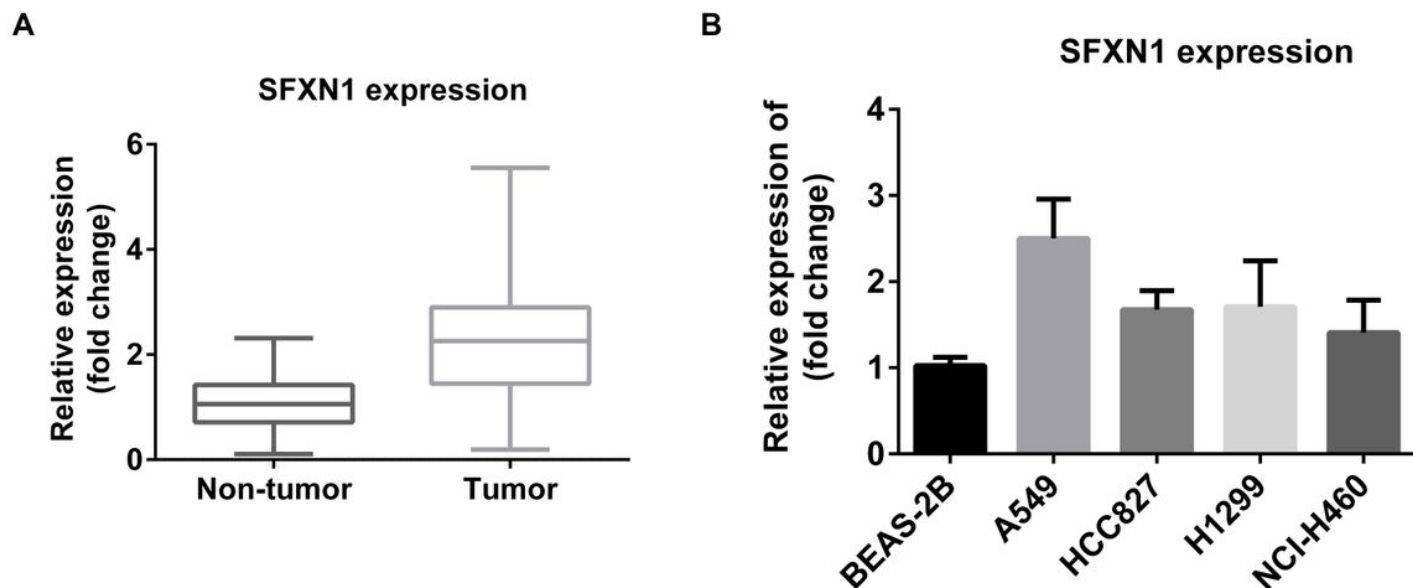 A
SFXN1 expression
Relative expression
(fold change)
6
4
2
0
Non-tumor
Tumor
B
SFXN1 expression
Relative expression of
(fold change)
4
3
2
1
0
BEAS-2B
A549
HCC827
H1299
NCI-H460